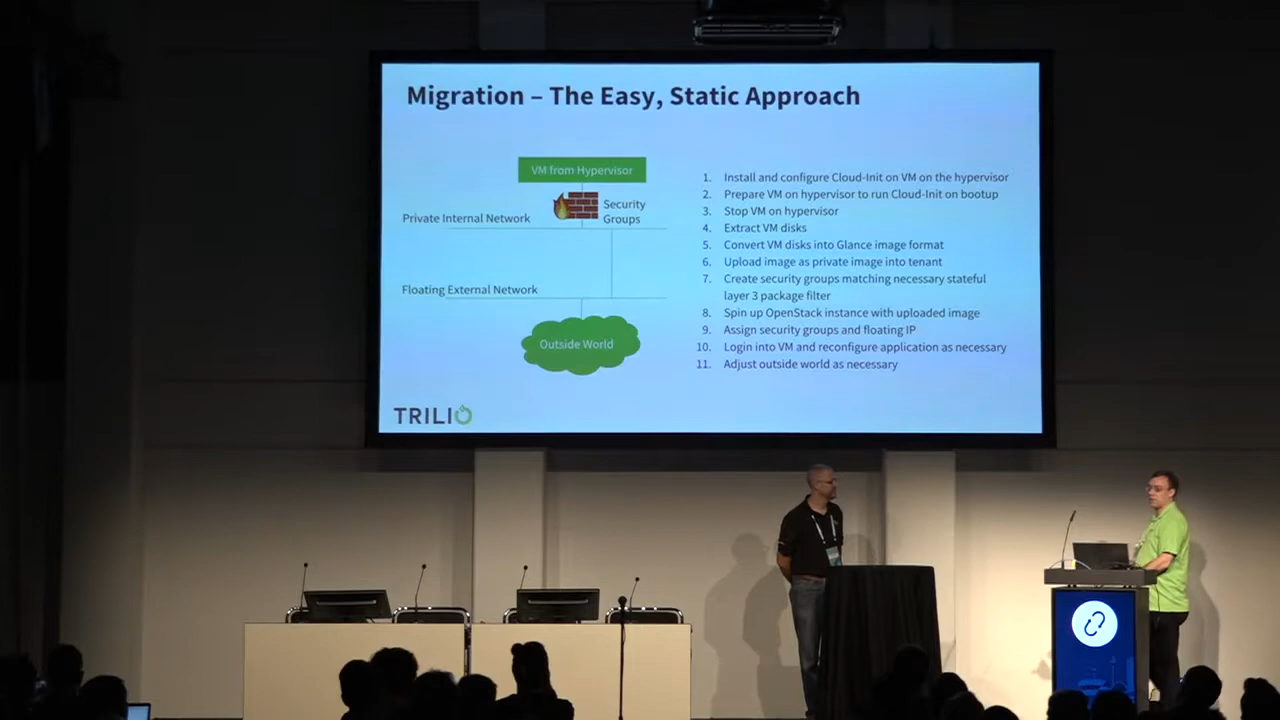 Migration – The Easy, Static Approach
VM from Hypervisor
Security
Groups
Private Internal Network
Floating External Network
Outside World
1. Install and configure Cloud-Init on VM on the hypervisor
2. Prepare VM on hypervisor to run Cloud-Init on bootup
3. Stop VM on hypervisor
4. Extract VM disks
5. Convert VM disks into Glance image format
6. Upload image as private image into tenant
7. Create security groups matching necessary stateful
layer 3 package filter
8. Spin up OpenStack instance with uploaded image
9. Assign security groups and floating IP
10. Login into VM and reconfigure application as necessary
11. Adjust outside world as necessary
TRILIO